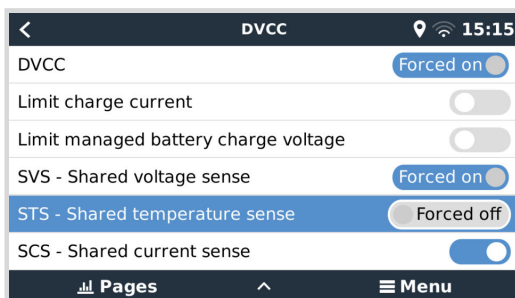 DVCC 15:15
DVCC Forced on
Limit charge current
Limit managed battery charge voltage
SVS - Shared voltage sense Forced on
STS - Shared temperature sense Forced off
SCS - Shared current sense
Pages Menu